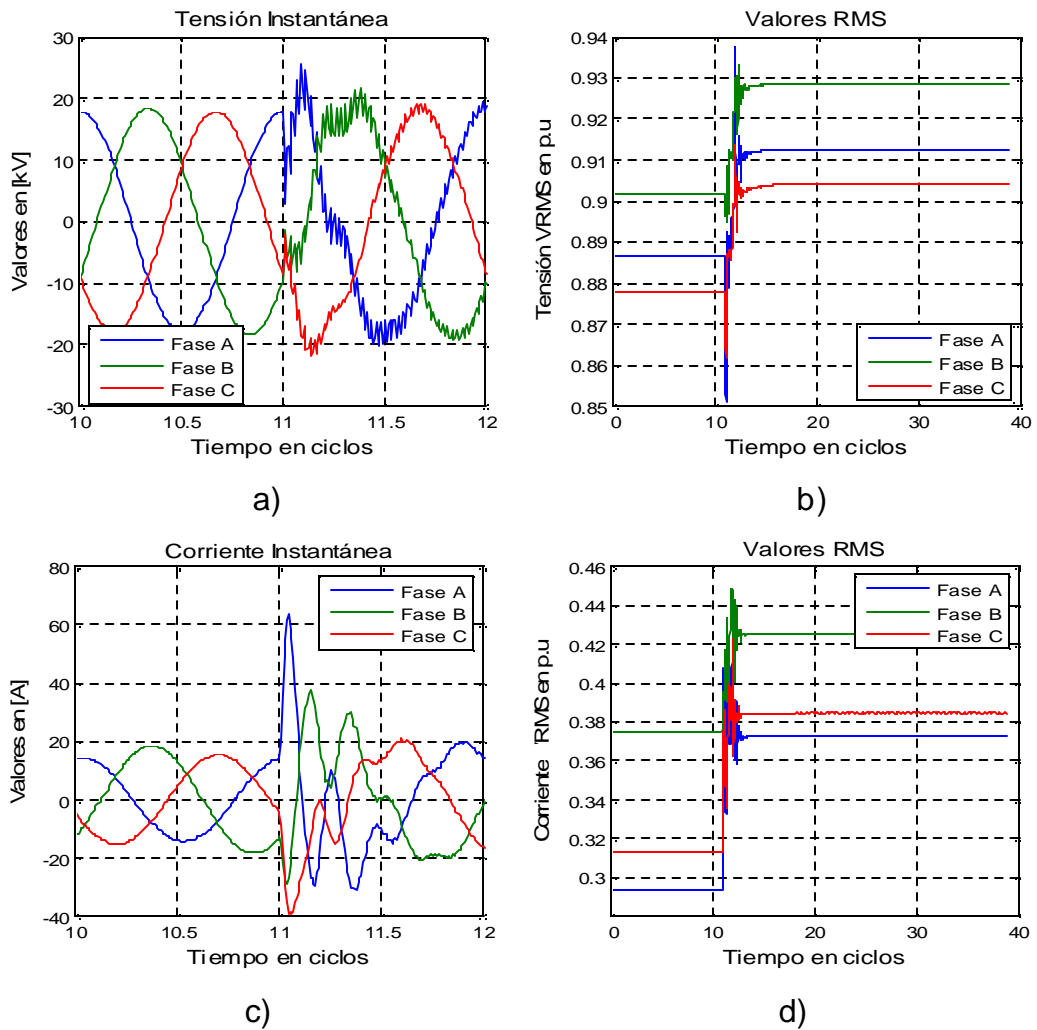 Tensión Instantánea
30
20
10
0
-10
-20
-30
Valores en [kV]
Fase A
Fase B
Fase C
10 10.5 11 11.5 12
Tiempo en ciclos
a)
Valores RMS
0.94
0.93
0.92
0.91
0.9
0.89
0.88
0.87
0.86
0.85
Tensión VRMS en p.u
Fase A
Fase B
Fase C
0 10 20 30 40
Tiempo en ciclos
b)
Corriente Instantánea
80
60
40
20
0
-20
-40
Valores en [A]
Fase A
Fase B
Fase C
10 10.5 11 11.5 12
Tiempo en ciclos
c)
Valores RMS
0.46
0.44
0.42
0.4
0.38
0.36
0.34
0.32
0.3
Corriente RMS en p.u
Fase A
Fase B
Fase C
0 10 20 30 40
Tiempo en ciclos
d)